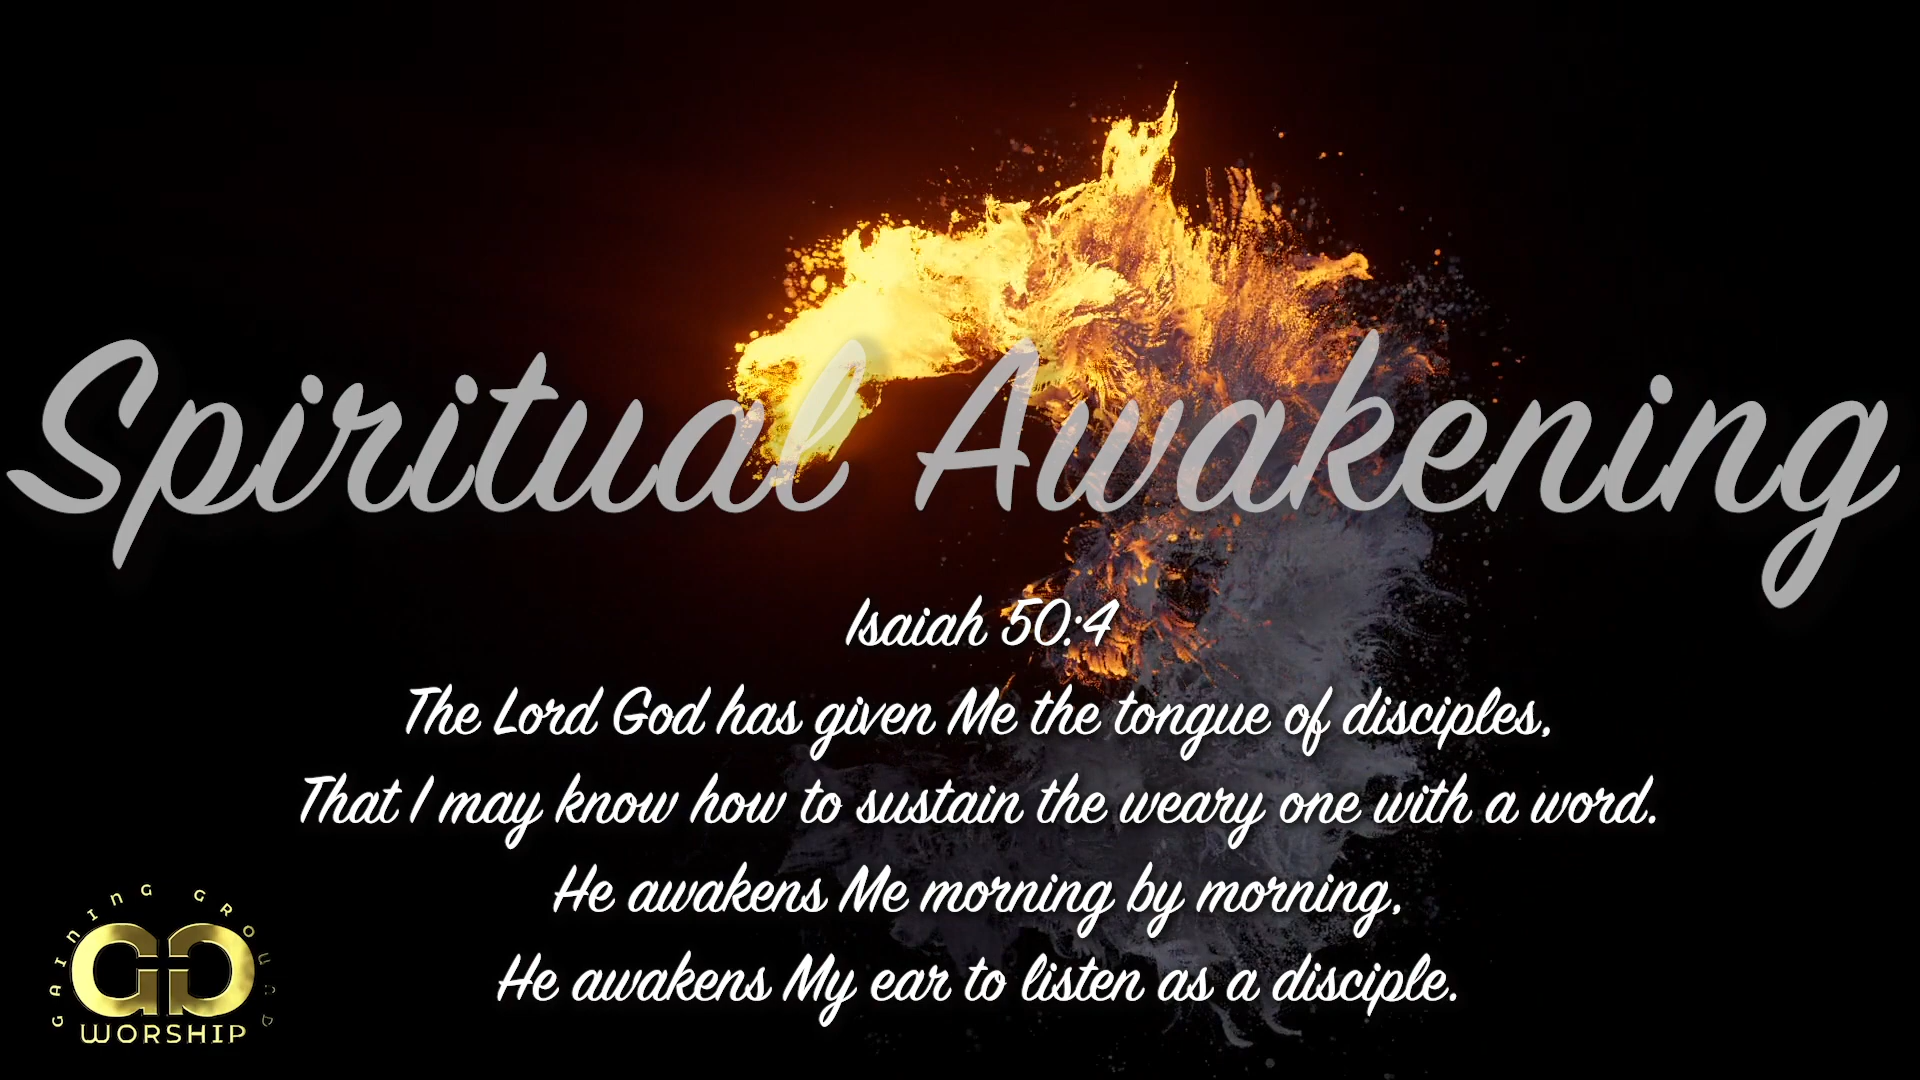 Spiritual Awakening
Isaiah 50:4
The Lord God has given Me the tongue of disciples,
That I may know how to sustain the weary one with a word.
He awakens Me morning by morning,
He awakens My ear to listen as a disciple.
GAINING GROUND
GG
WORSHIP